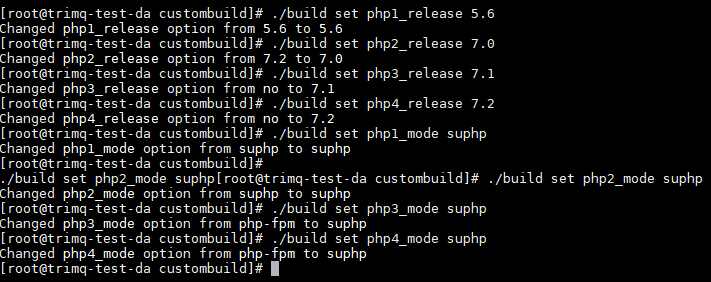 [root@trimq-test-da custombuild]# ./build set php1_release 5.6
Changed php1_release option from 5.6 to 5.6
[root@trimq-test-da custombuild]# ./build set php2_release 7.0
Changed php2_release option from 7.2 to 7.0
[root@trimq-test-da custombuild]# ./build set php3_release 7.1
Changed php3_release option from no to 7.1
[root@trimq-test-da custombuild]# ./build set php4_release 7.2
Changed php4_release option from no to 7.2
[root@trimq-test-da custombuild]# ./build set php1_mode suphp
Changed php1_mode option from suphp to suphp
[root@trimq-test-da custombuild]#
./build set php2_mode suphp[root@trimq-test-da custombuild]# ./build set php2_mode suphp
Changed php2_mode option from suphp to suphp
[root@trimq-test-da custombuild]# ./build set php3_mode suphp
Changed php3_mode option from php-fpm to suphp
[root@trimq-test-da custombuild]# ./build set php4_mode suphp
Changed php4_mode option from php-fpm to suphp
[root@trimq-test-da custombuild]#